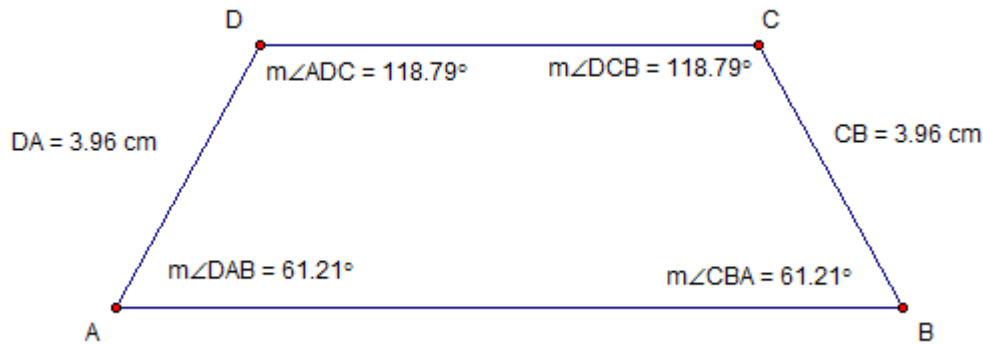 D
C
m∠ADC = 118.79°
m∠DCB = 118.79°
DA = 3.96 cm
CB = 3.96 cm
m∠DAB = 61.21°
m∠CBA = 61.21°
A
B